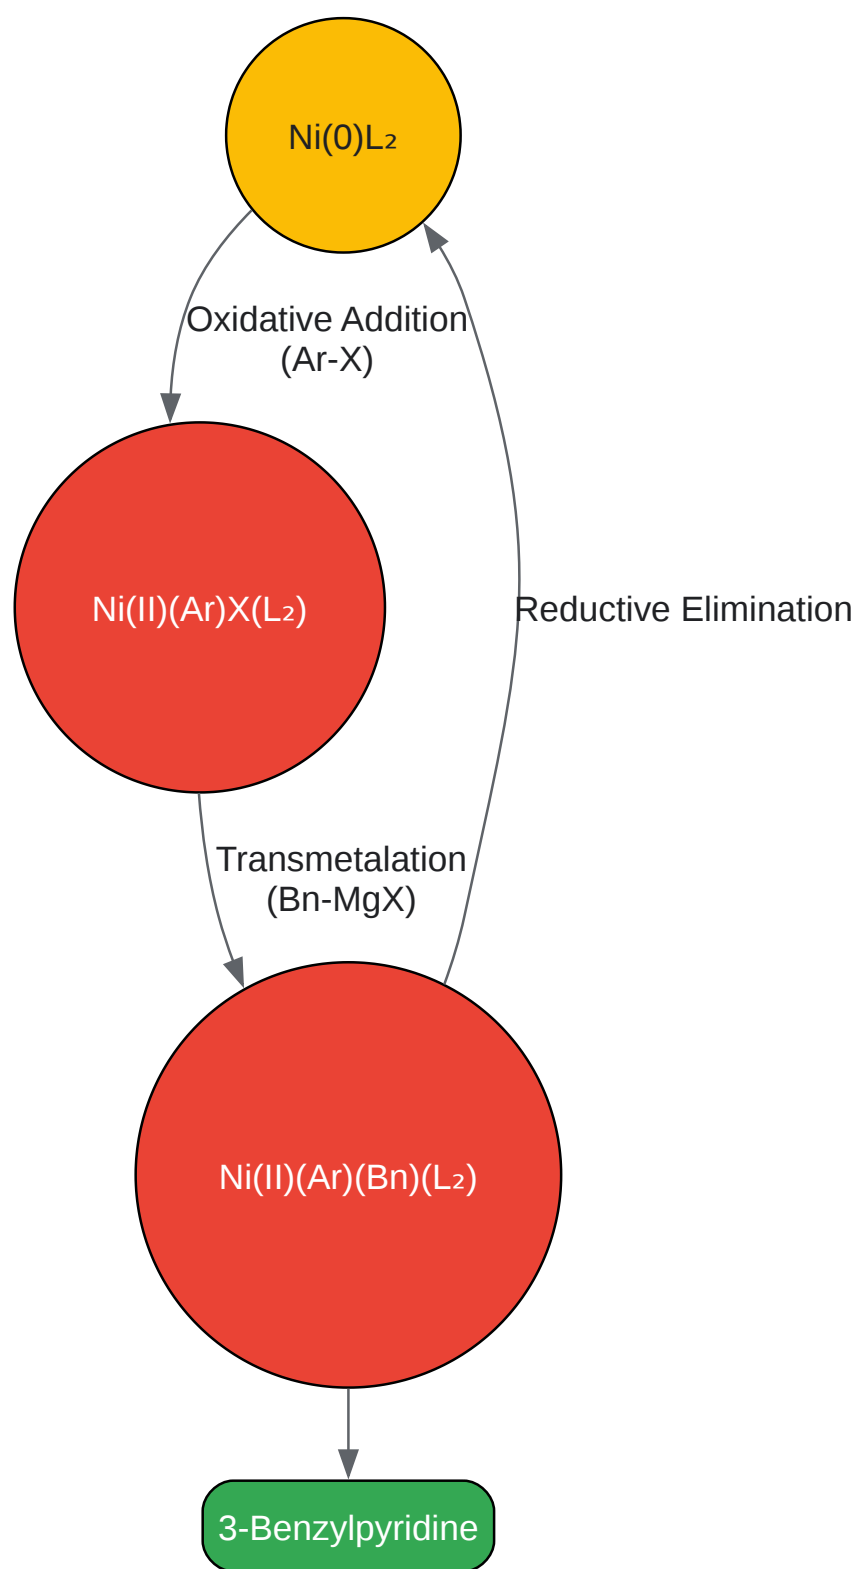 Ni(0)L₂
Oxidative Addition
(Ar-X)
Ni(II)(Ar)X(L₂)
Reductive Elimination
Transmetalation
(Bn-MgX)
Ni(II)(Ar)(Bn)(L₂)
3-Benzylpyridine